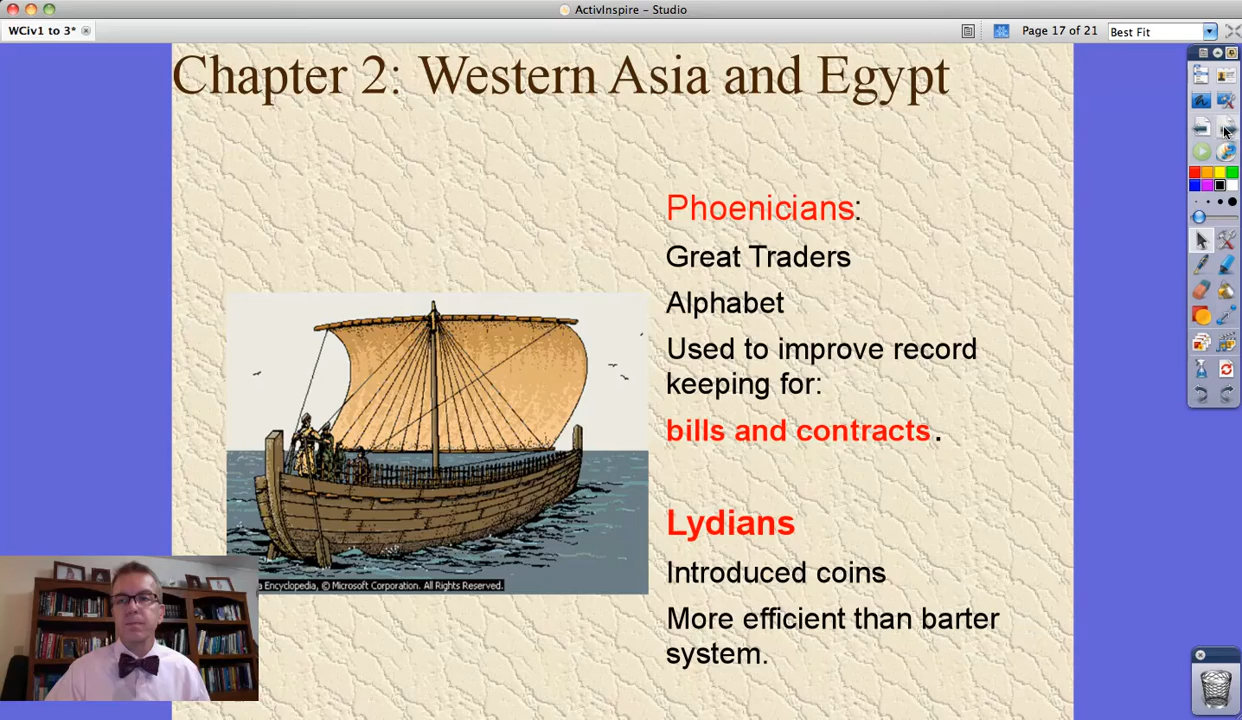 ActivInspire – Studio
WCiv1 to 3*
Page 17 of 21
Best Fit
Chapter 2: Western Asia and Egypt
Phoenicians:
Great Traders
Alphabet
Used to improve record
keeping for:
bills and contracts.
Lydians
Introduced coins
More efficient than barter
system.
a Encyclopedia, © Microsoft Corporation. All Rights Reserved.